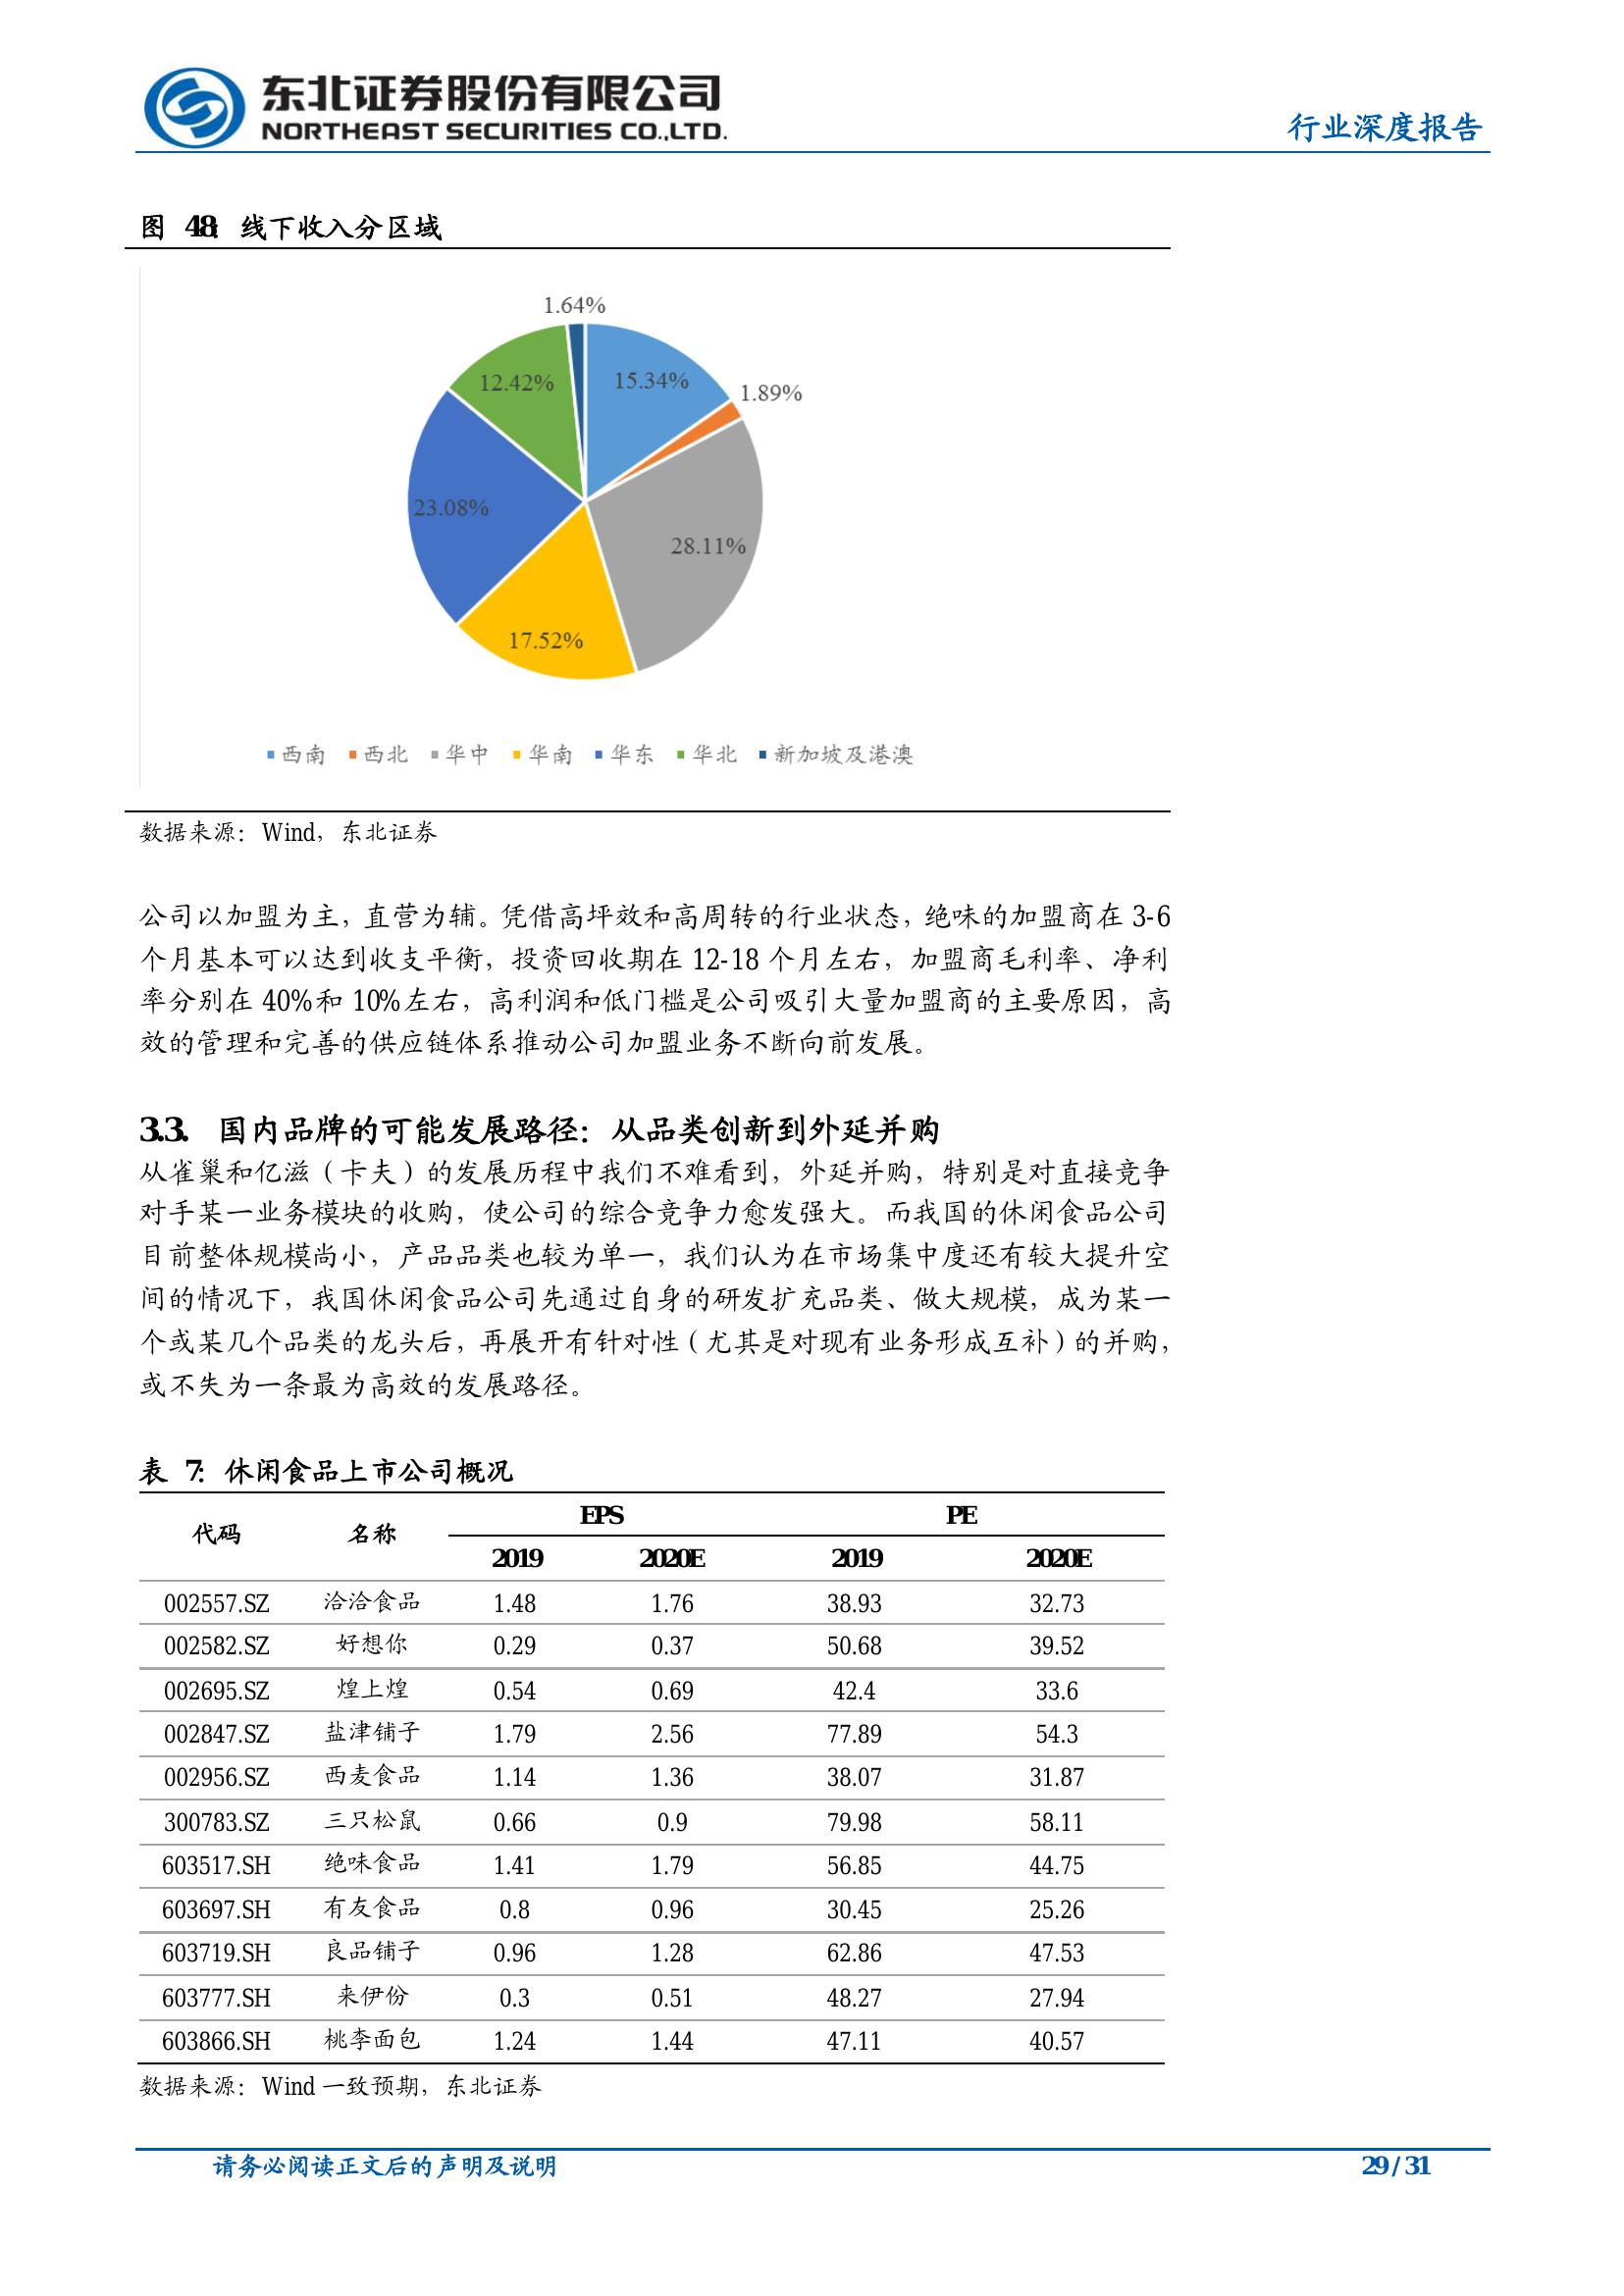 东北证券股份有限公司
NORTHEAST SECURITIES CO.,LTD.
行业深度报告
图 48：线下收入分区域
1.64%
12.42%
15.34%
1.89%
23.08%
28.11%
17.52%
西南 西北 华中 华南 华东 华北 新加坡及港澳
数据来源：Wind，东北证券
公司以加盟为主，直营为辅。凭借高坪效和高周转的行业状态，绝味的加盟商在 3-6
个月基本可以达到收支平衡，投资回收期在 12-18 个月左右，加盟商毛利率、净利
率分别在 40%和 10%左右，高利润和低门槛是公司吸引大量加盟商的主要原因，高
效的管理和完善的供应链体系推动公司加盟业务不断向前发展。
3.3. 国内品牌的可能发展路径：从品类创新到外延并购
从雀巢和亿滋（卡夫）的发展历程中我们不难看到，外延并购，特别是对直接竞争
对手某一业务模块的收购，使公司的综合竞争力愈发强大。而我国的休闲食品公司
目前整体规模尚小，产品品类也较为单一，我们认为在市场集中度还有较大提升空
间的情况下，我国休闲食品公司先通过自身的研发扩充品类、做大规模，成为某一
个或某几个品类的龙头后，再展开有针对性（尤其是对现有业务形成互补）的并购，
或不失为一条最为高效的发展路径。
表 7：休闲食品上市公司概况
代码 名称 EPS PE
2019 2020E 2019 2020E
002557.SZ 洽洽食品 1.48 1.76 38.93 32.73
002582.SZ 好想你 0.29 0.37 50.68 39.52
002695.SZ 煌上煌 0.54 0.69 42.4 33.6
002847.SZ 盐津铺子 1.79 2.56 77.89 54.3
002956.SZ 西麦食品 1.14 1.36 38.07 31.87
300783.SZ 三只松鼠 0.66 0.9 79.98 58.11
603517.SH 绝味食品 1.41 1.79 56.85 44.75
603697.SH 有友食品 0.8 0.96 30.45 25.26
603719.SH 良品铺子 0.96 1.28 62.86 47.53
603777.SH 来伊份 0.3 0.51 48.27 27.94
603866.SH 桃李面包 1.24 1.44 47.11 40.57
数据来源：Wind 一致预期，东北证券
请务必阅读正文后的声明及说明
29 / 31